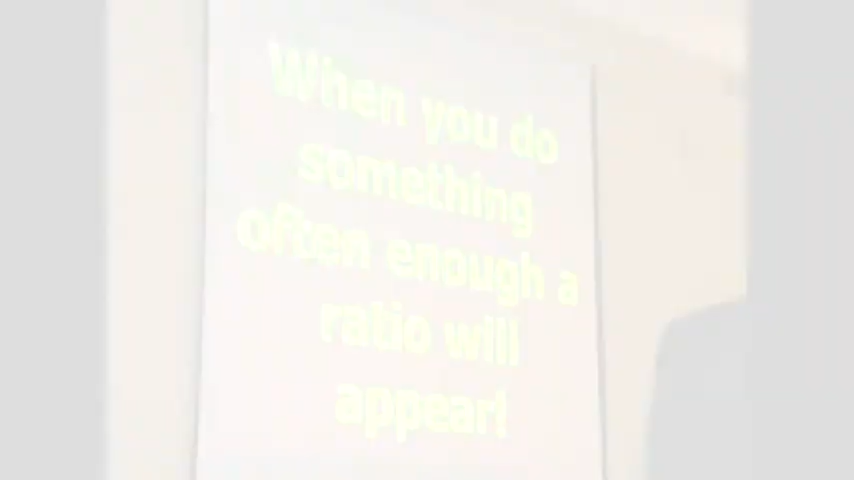 When you do
something
often enough a
ratio will
appear!